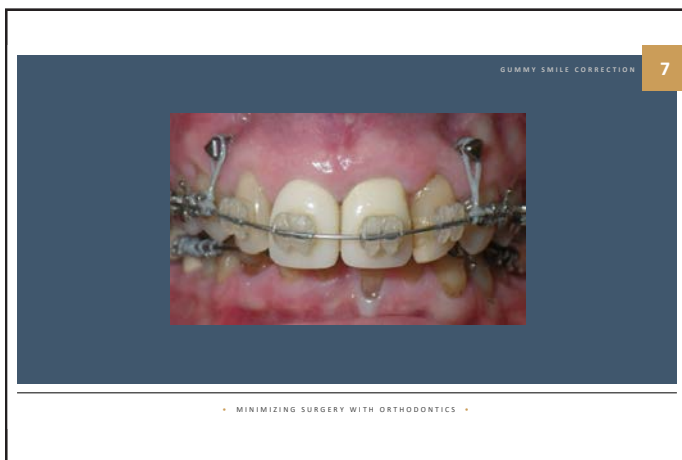 GUMMY SMILE CORRECTION 7
• MINIMIZING SURGERY WITH ORTHODONTICS •